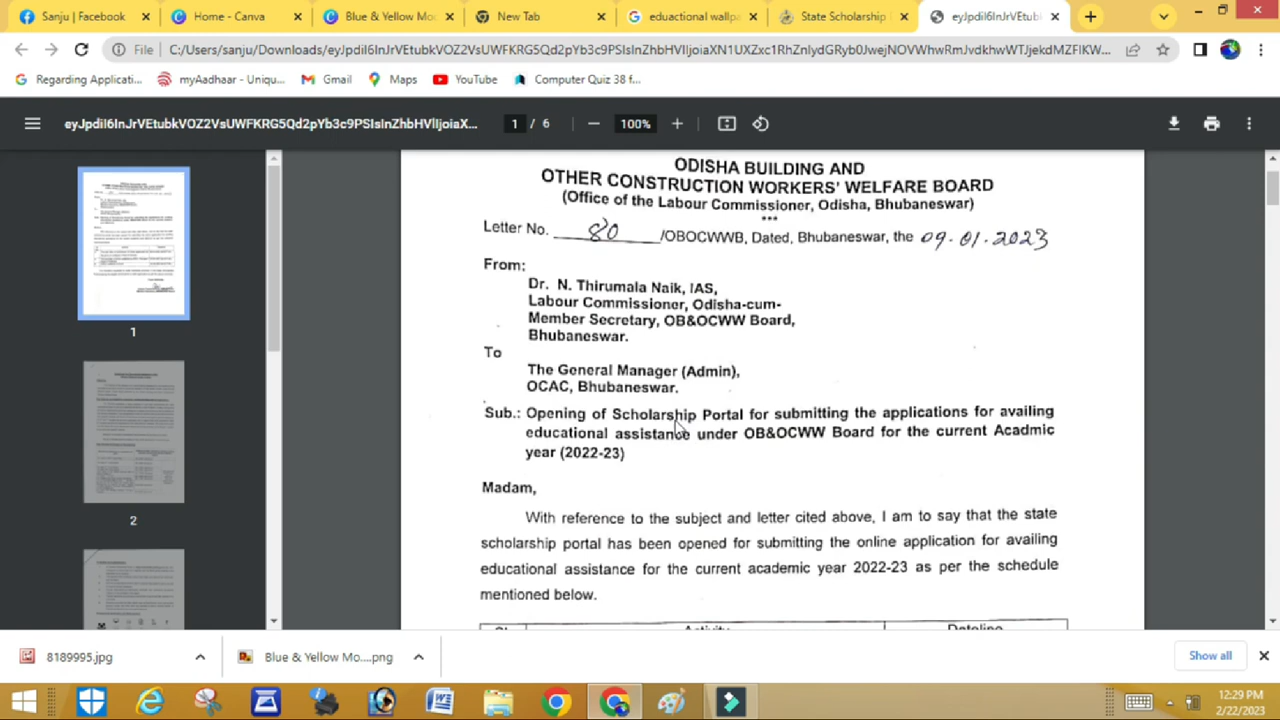 Sanju | Facebook
Home - Canva
Blue & Yellow Mo
New Tab
eduactional wallpa
State Scholarship
eyJpdiI6InJrVEtub
File
C:/Users/sanju/Downloads/eyJpdiI6InJrVEtubkVOZ2VsUWFKRG5Qd2pYb3c9PSIsInZhbHVlIjoiaXN1UXZxc1RhZnlydGRyb0JwejNOVWhwRmJvdkhwWTJjekdMZFlKW...
Regarding Applicati...
myAadhaar - Uniqu...
Gmail
Maps
YouTube
Computer Quiz 38 f...
eyJpdiI6InJrVEtubkVOZ2VsUWFKRG5Qd2pYb3c9PSIsInZhbHVlIjoiaX...
1 / 6
100%
1
2
ODISHA BUILDING AND
OTHER CONSTRUCTION WORKERS' WELFARE BOARD
(Office of the Labour Commissioner, Odisha, Bhubaneswar)
***
Letter No. 80 /OBOCWWB, Dated, Bhubaneswar, the 09.01.2023
From:
Dr. N. Thirumala Naik, IAS,
Labour Commissioner, Odisha-cum-
Member Secretary, OB&OCWW Board,
Bhubaneswar.
To
The General Manager (Admin),
OCAC, Bhubaneswar.
Sub.: Opening of Scholarship Portal for submitting the applications for availing
educational assistance under OB&OCWW Board for the current Acadmic
year (2022-23)
Madam,
With reference to the subject and letter cited above, I am to say that the state
scholarship portal has been opened for submitting the online application for availing
educational assistance for the current academic year 2022-23 as per the schedule
mentioned below.
Activity Dateline
8189995.jpg
Blue & Yellow Mo....png
Show all
12:29 PM
2/22/2023